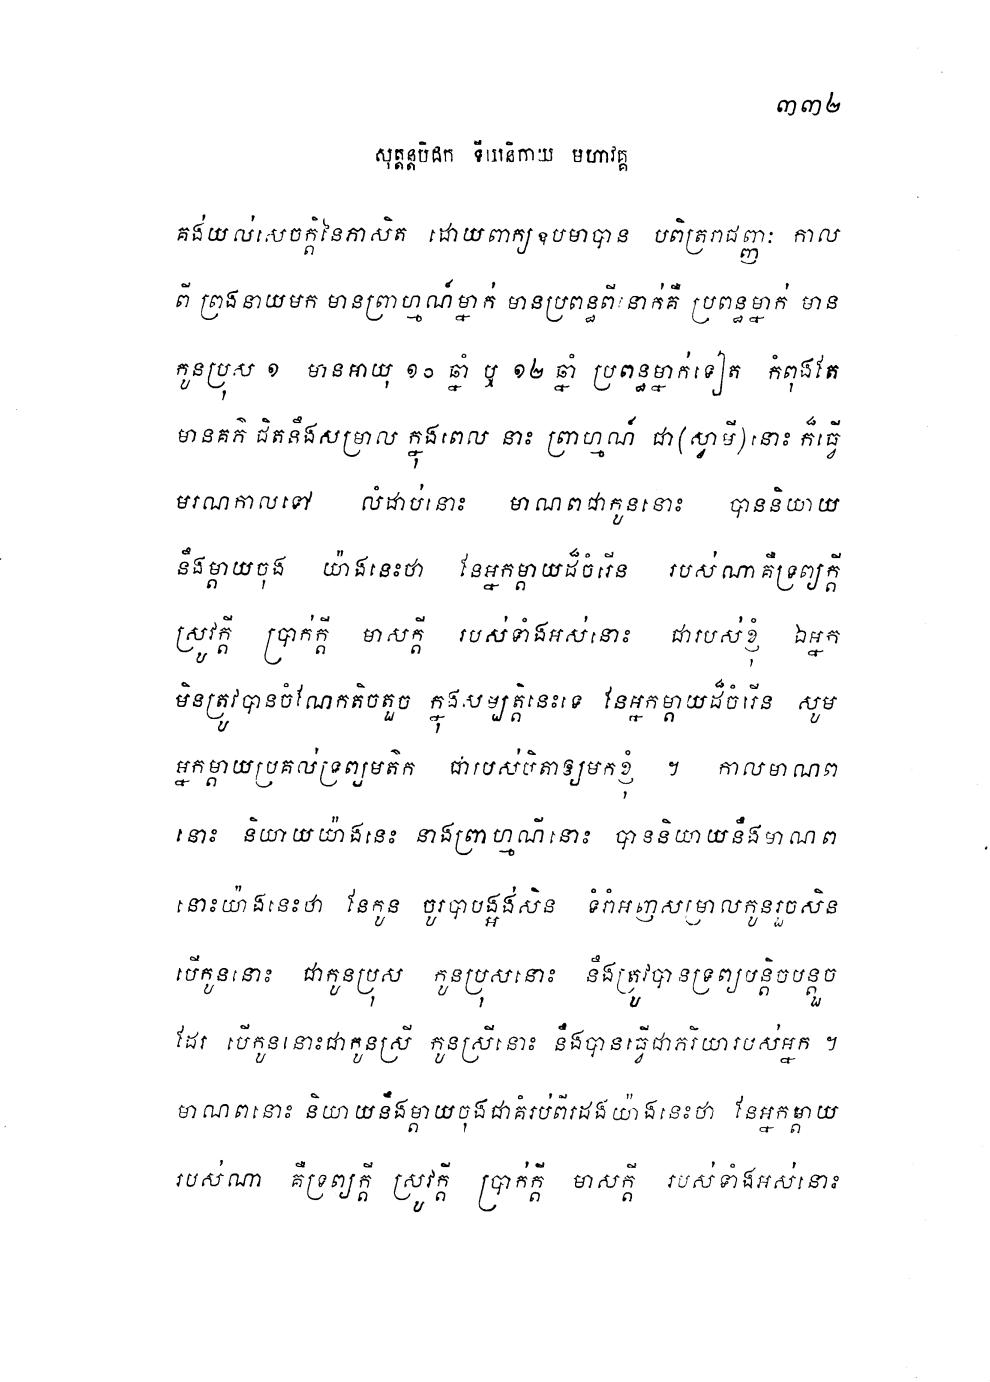 ៣៣២
សុត្តន្តបិដក ទីឃនិកាយ មហាវគ្គ
គង់យល់សេចក្តីនៃភាសិត ដោយពាក្យឧបមាបាន បពិត្ររាជញ្ញៈ កាល
ពីព្រេងនាយមក មានព្រាហ្មណ៍ម្នាក់ មានប្រពន្ធពីរនាក់គឺ ប្រពន្ធម្នាក់ មាន
កូនប្រុស ១ មានអាយុ ១០ ឆ្នាំ ឬ ១២ ឆ្នាំ ប្រពន្ធម្នាក់ទៀត កំពុងតែ
មានគភ៌ ជិតនឹងសម្រាល ក្នុងពេលនោះ ព្រាហ្មណ៍ ជា(ស្វាមី)នោះ ក៏ធ្វើ
មរណកាលទៅ លំដាប់នោះ មាណពជាកូននោះ បាននិយាយ
នឹងម្តាយចុង យ៉ាងនេះថា នែអ្នកម្តាយដ៏ចំរើន របស់ណាគឺទ្រព្យក្តី
ស្រូវក្តី ប្រាក់ក្តី មាសក្តី របស់ទាំងអស់នោះ ជារបស់ខ្ញុំ ឯអ្នក
មិនត្រូវបានចំណែកតិចតួច ក្នុងសម្បត្តិនេះទេ នែអ្នកម្តាយដ៏ចំរើន សូម
អ្នកម្តាយប្រគល់ទ្រព្យមត៌ក ជារបស់បិតាឲ្យមកខ្ញុំ ។ កាលមាណព
នោះ និយាយយ៉ាងនេះ នាងព្រាហ្មណីនោះ បាននិយាយនឹងមាណព
នោះយ៉ាងនេះថា នែកូន ចូរចាំបង្អង់សិន ទំរាំអញសម្រាលកូនរួចសិន
បើកូននោះ ជាកូនប្រុស កូនប្រុសនោះ នឹងត្រូវបានទ្រព្យបន្តិចបន្តួច
ដែរ បើកូននោះជាកូនស្រី កូនស្រីនោះ នឹងបានធ្វើជាភរិយារបស់អ្នក ។
មាណពនោះ និយាយនឹងម្តាយចុងជាគំរប់ពីរដងយ៉ាងនេះថា នែអ្នកម្តាយ
របស់ណា គឺទ្រព្យក្តី ស្រូវក្តី ប្រាក់ក្តី មាសក្តី របស់ទាំងអស់នោះ